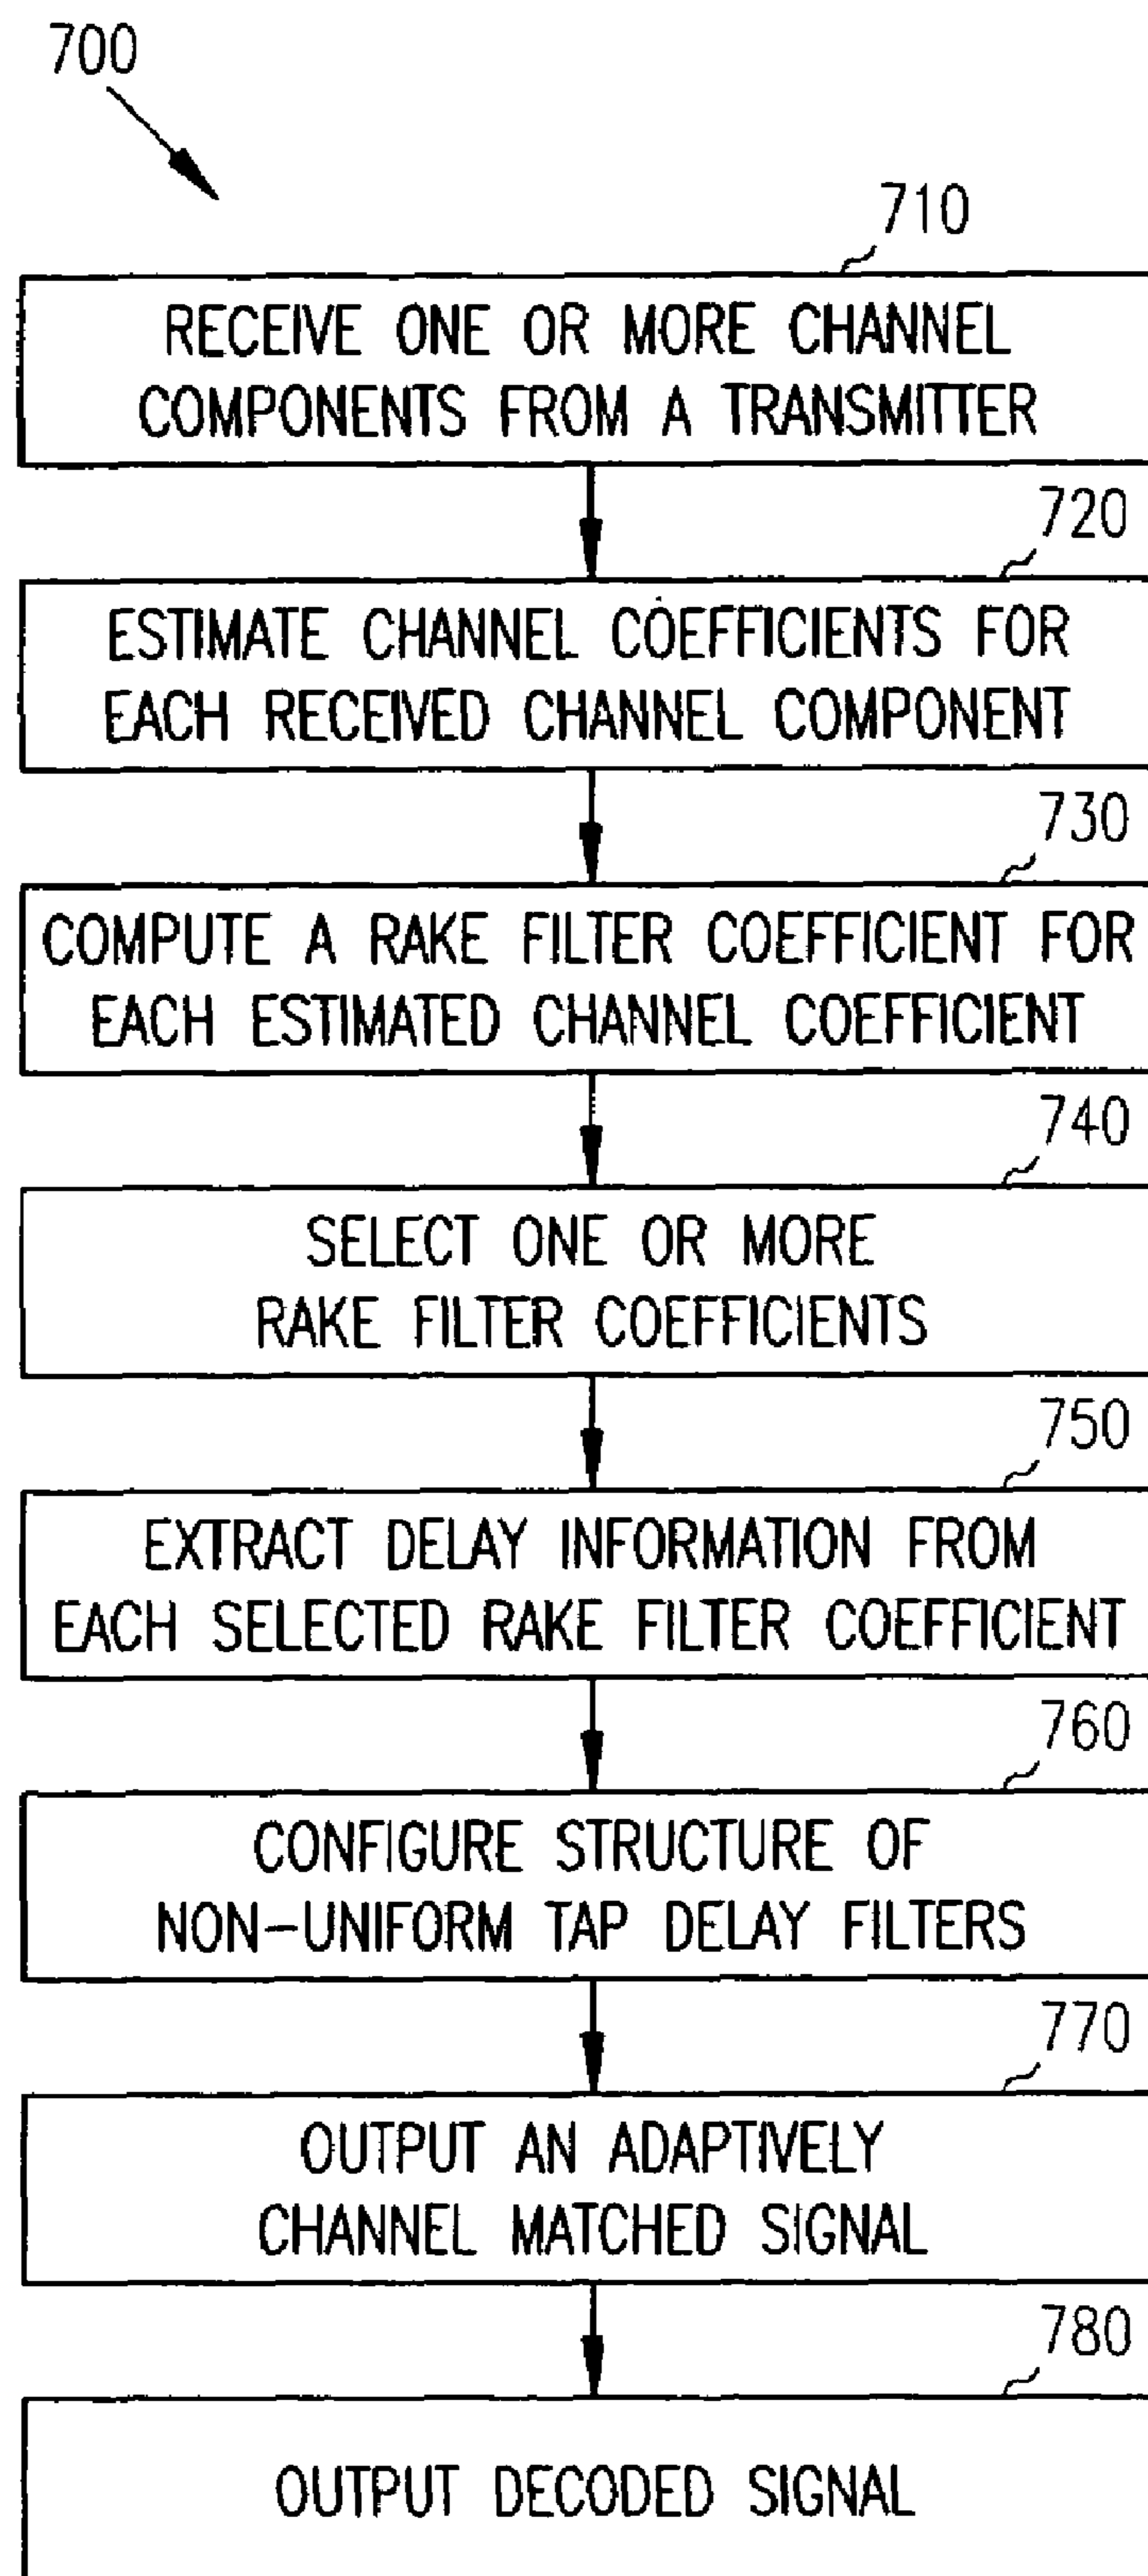 700
710
RECEIVE ONE OR MORE CHANNEL
COMPONENTS FROM A TRANSMITTER
720
ESTIMATE CHANNEL COEFFICIENTS FOR
EACH RECEIVED CHANNEL COMPONENT
730
COMPUTE A RAKE FILTER COEFFICIENT FOR
EACH ESTIMATED CHANNEL COEFFICIENT
740
SELECT ONE OR MORE
RAKE FILTER COEFFICIENTS
750
EXTRACT DELAY INFORMATION FROM
EACH SELECTED RAKE FILTER COEFFICIENT
760
CONFIGURE STRUCTURE OF
NON-UNIFORM TAP DELAY FILTERS
770
OUTPUT AN ADAPTIVELY
CHANNEL MATCHED SIGNAL
780
OUTPUT DECODED SIGNAL